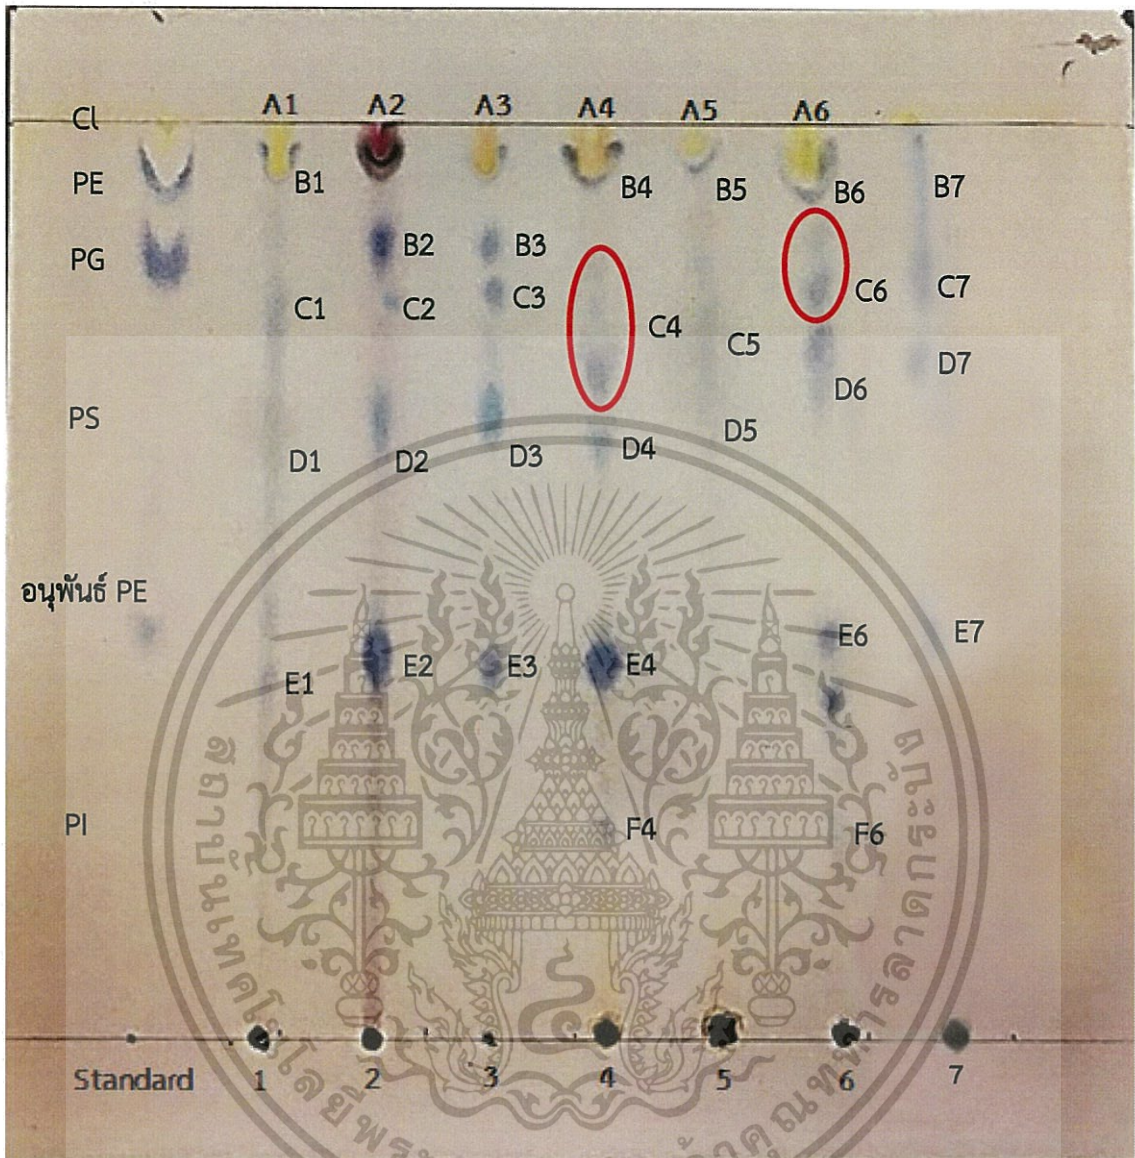 A1 A2 A3 A4 A5 A6
Cl
PE B1 B4 B5 B6 B7
PG B2 B3
C1 C2 C3 C4 C5 C6 C7
D7
D6
PS
D1 D2 D3 D4 D5
อนุพันธ์ PE
E1 E2 E3 E4 E6 E7
PI F4 F6
Standard 1 2 3 4 5 6 7